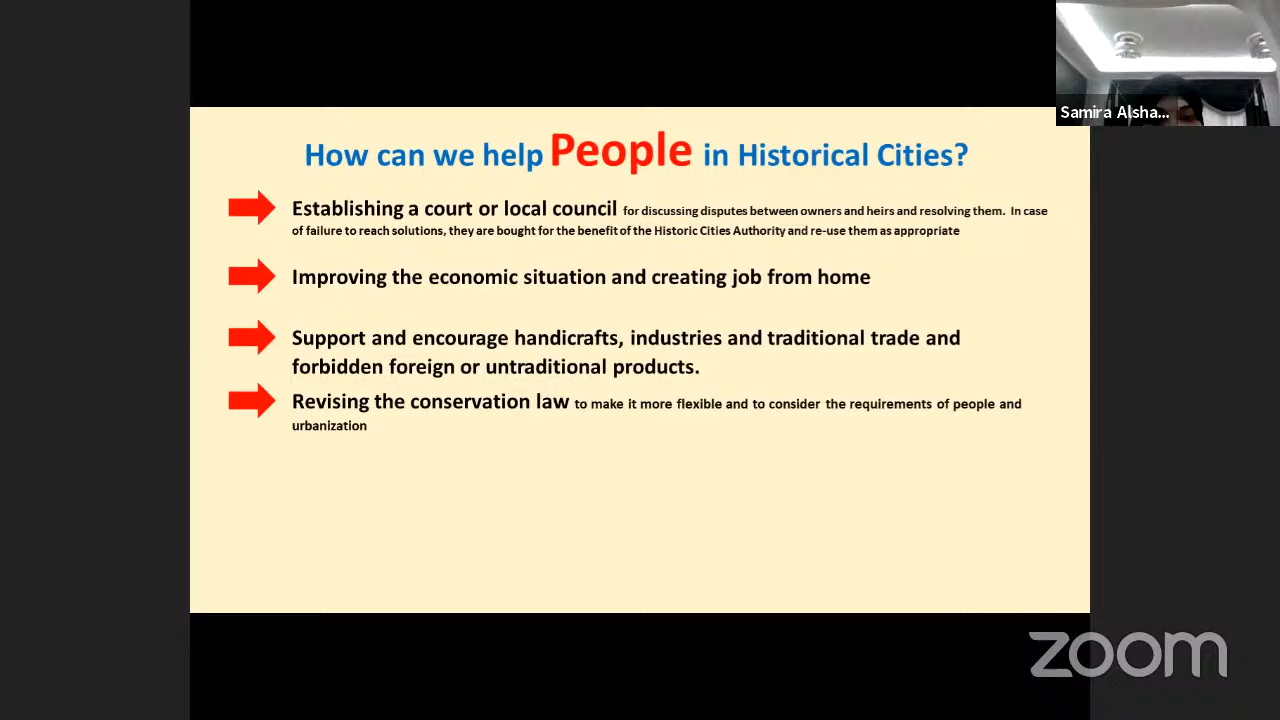 Samira Alsha...
How can we help People in Historical Cities?
Establishing a court or local council for discussing disputes between owners and heirs and resolving them. In case
of failure to reach solutions, they are bought for the benefit of the Historic Cities Authority and re-use them as appropriate
Improving the economic situation and creating job from home
Support and encourage handicrafts, industries and traditional trade and
forbidden foreign or untraditional products.
Revising the conservation law to make it more flexible and to consider the requirements of people and
urbanization
zoom